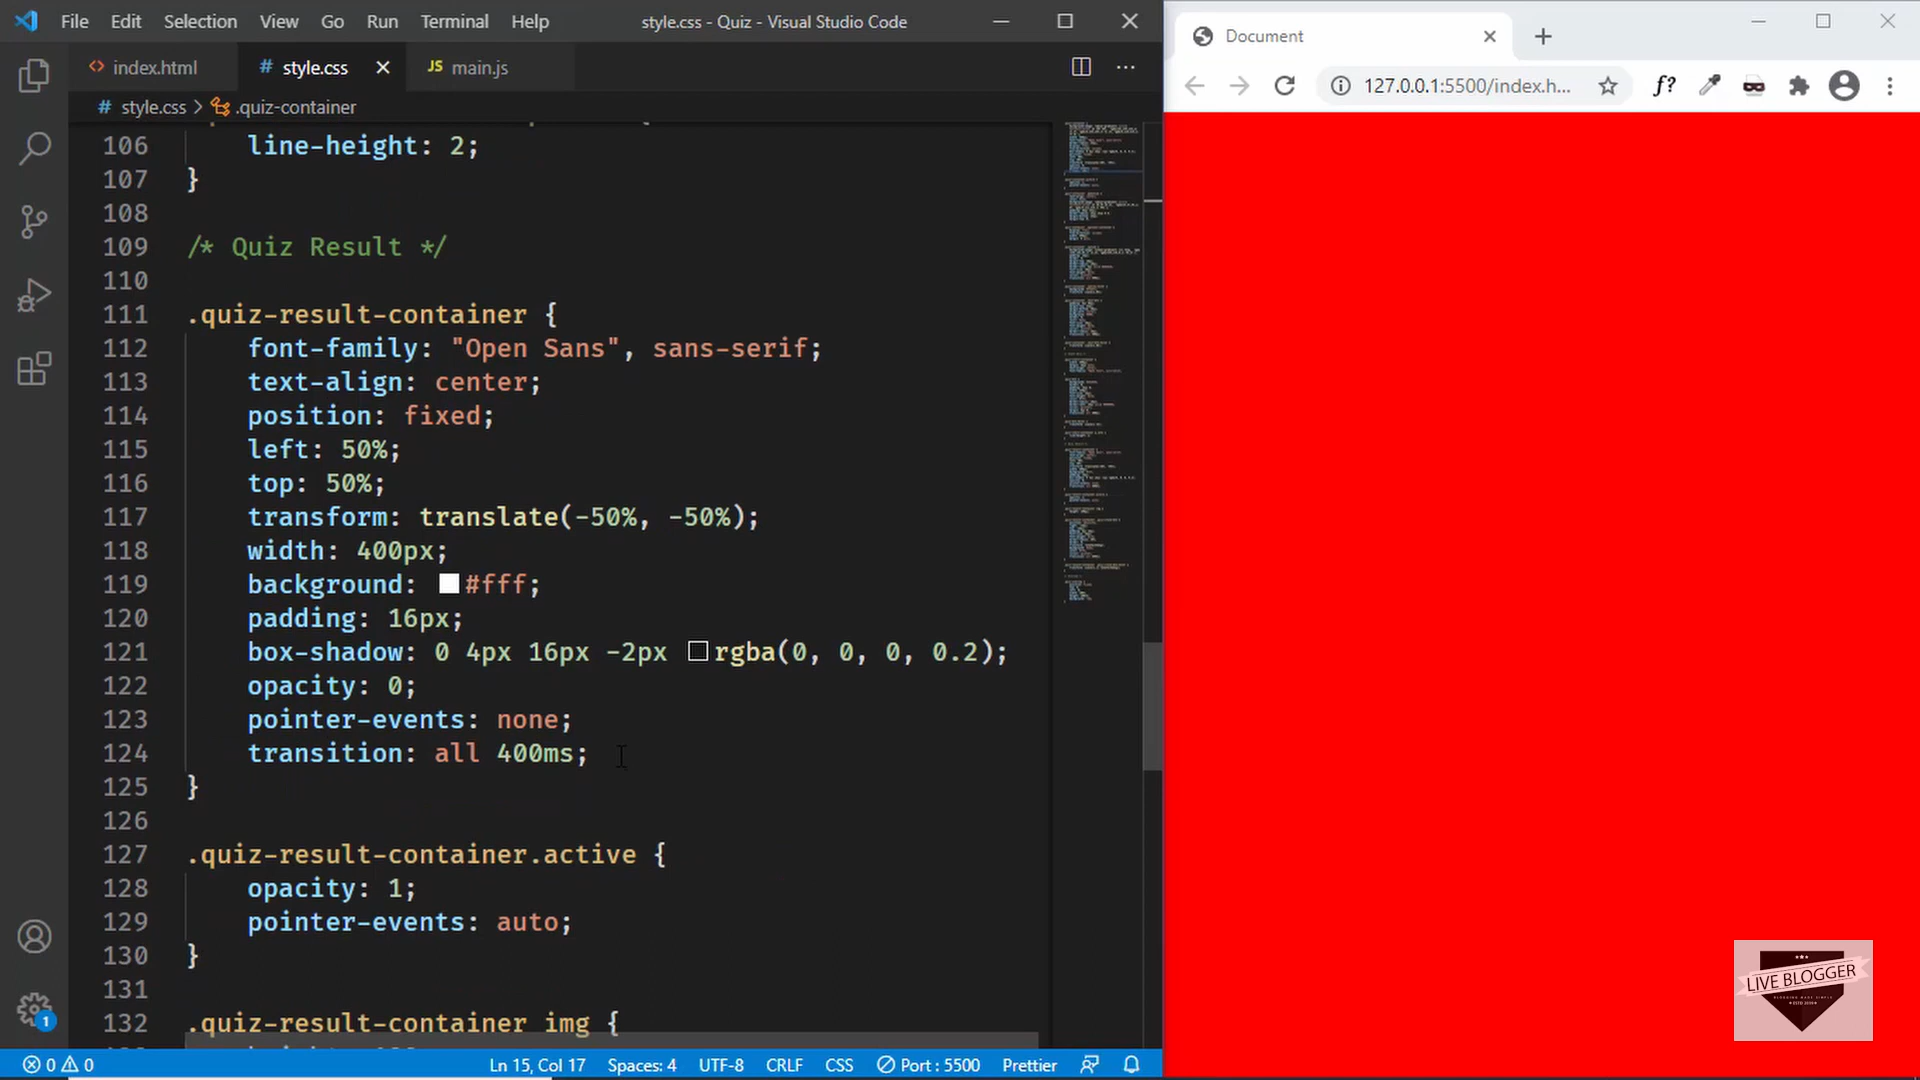 File Edit Selection View Go Run Terminal Help style.css - Quiz - Visual Studio Code
index.html style.css main.js
style.css > .quiz-container
106 line-height: 2;
107 }
108
109 /* Quiz Result */
110
111 .quiz-result-container {
112 font-family: "Open Sans", sans-serif;
113 text-align: center;
114 position: fixed;
115 left: 50%;
116 top: 50%;
117 transform: translate(-50%, -50%);
118 width: 400px;
119 background: #fff;
120 padding: 16px;
121 box-shadow: 0 4px 16px -2px rgba(0, 0, 0, 0.2);
122 opacity: 0;
123 pointer-events: none;
124 transition: all 400ms;
125 }
126
127 .quiz-result-container.active {
128 opacity: 1;
129 pointer-events: auto;
130 }
131
132 .quiz-result-container img {
1
0 0 Ln 15, Col 17 Spaces: 4 UTF-8 CRLF CSS Port : 5500 Prettier
Document
127.0.0.1:5500/index.h... f?
LIVE BLOGGER